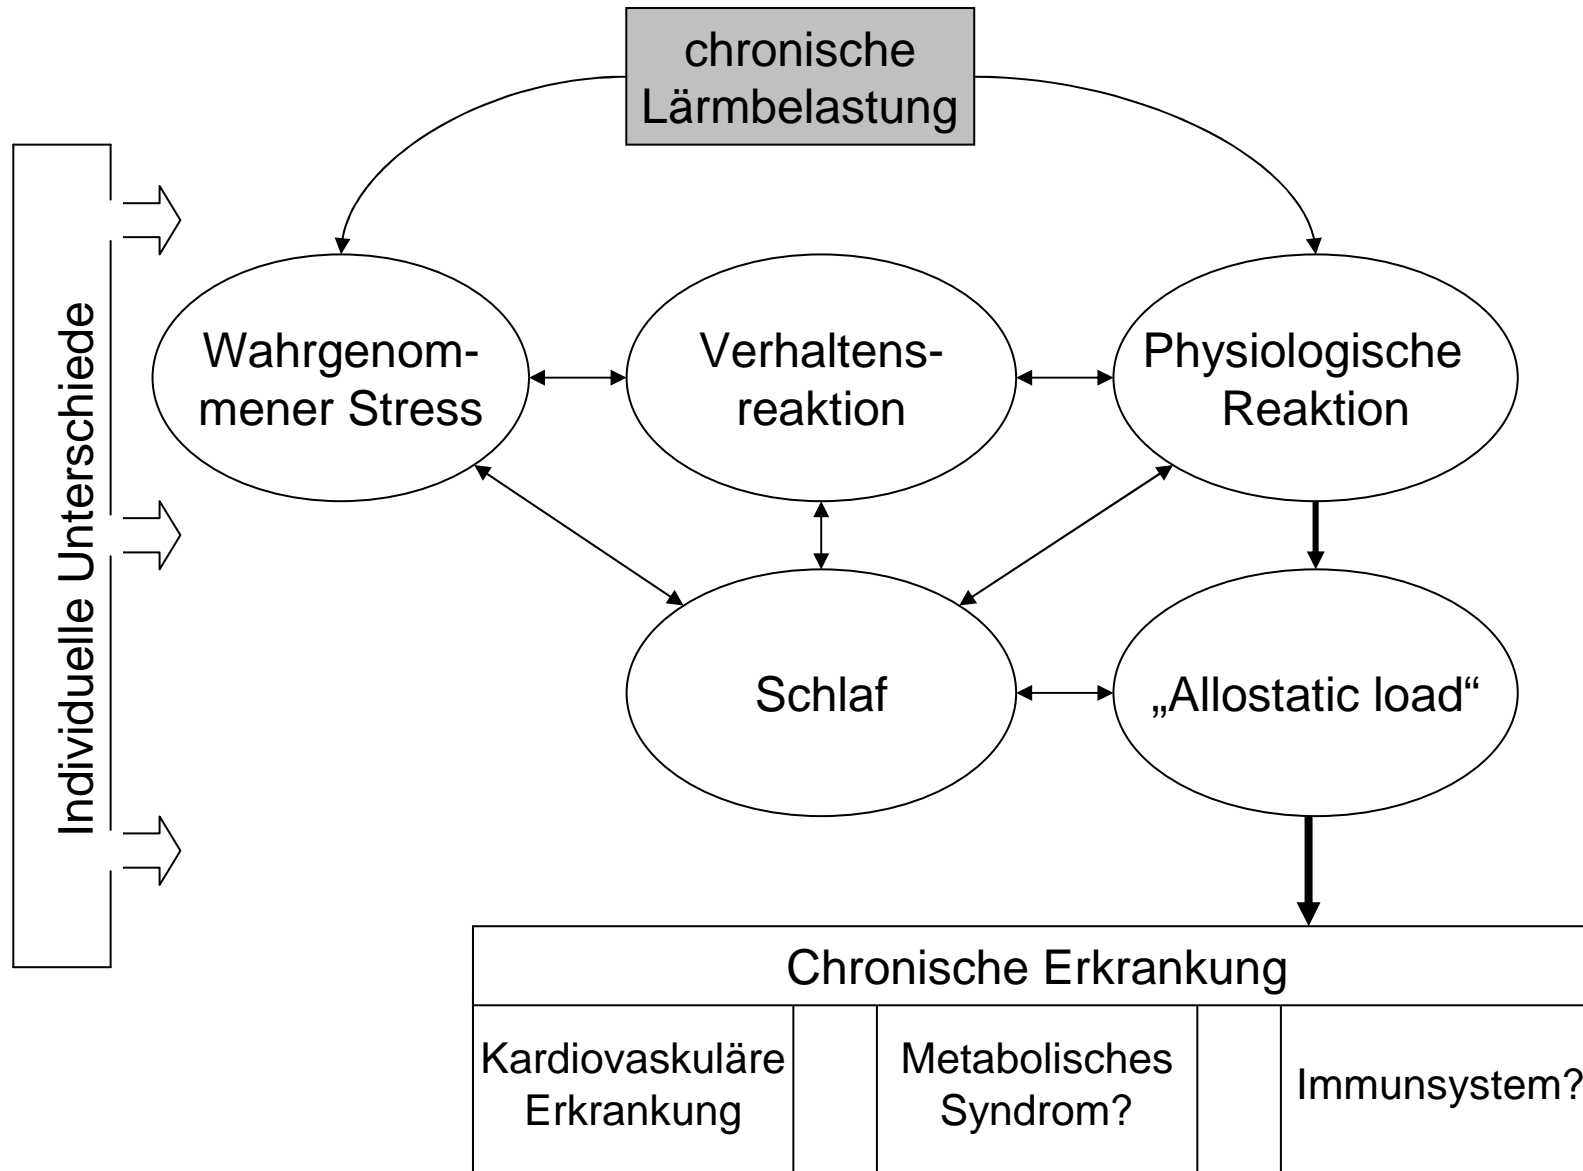 chronische
Lärmbelastung
Individuelle Unterschiede
Wahrgenom-
mener Stress
Verhaltens-
reaktion
Physiologische
Reaktion
Schlaf
„Allostatic load“
Chronische Erkrankung
Kardiovaskuläre
Erkrankung
Metabolisches
Syndrom?
Immunsystem?